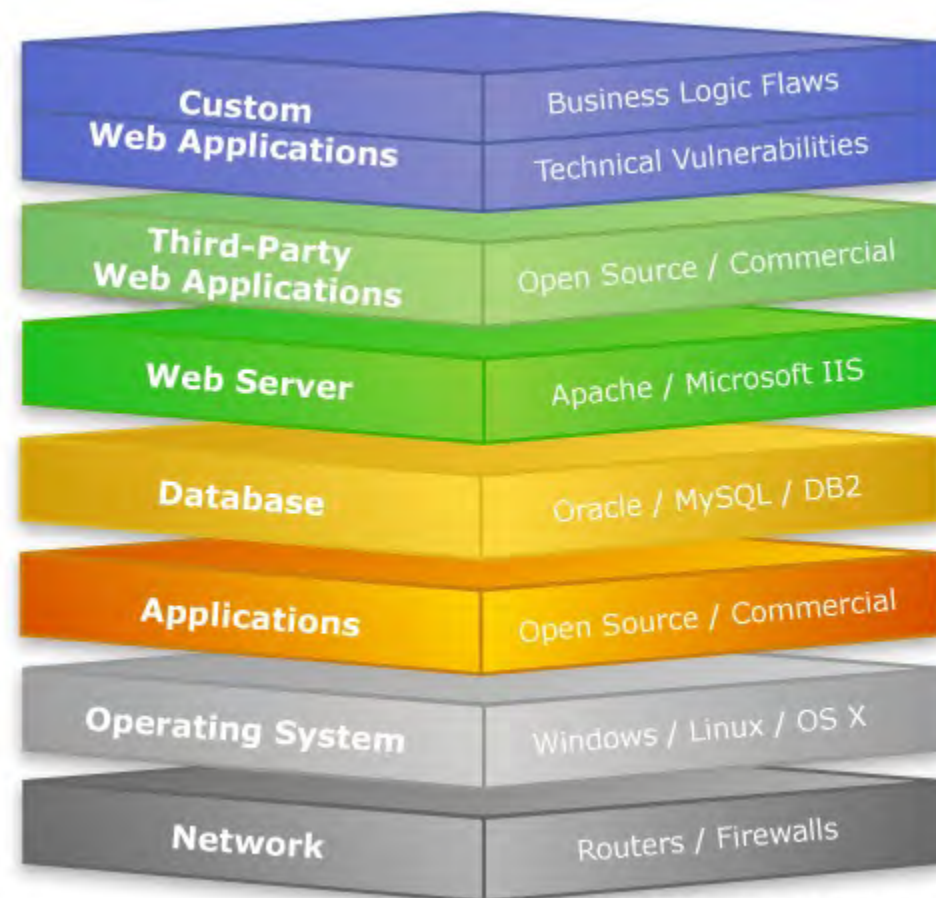 Custom
Web Applications
Business Logic Flaws
Technical Vulnerabilities
Third-Party
Web Applications
Open Source / Commercial
Web Server
Apache / Microsoft IIS
Database
Oracle / MySQL / DB2
Applications
Open Source / Commercial
Operating System
Windows / Linux / OS X
Network
Routers / Firewalls